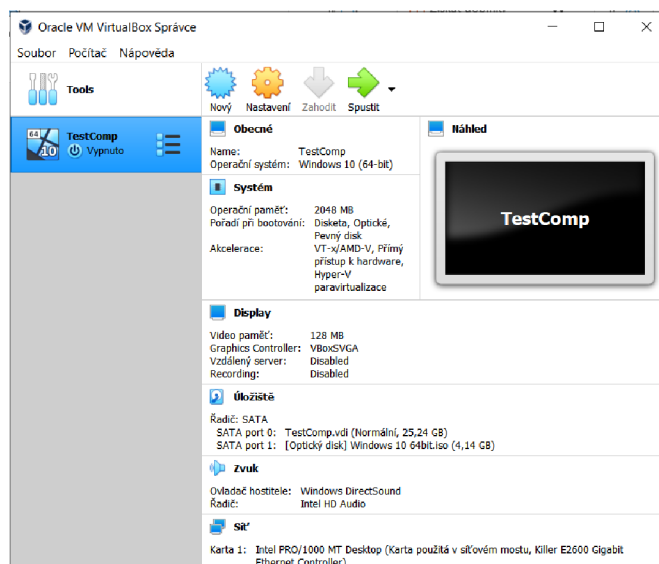 Oracle VM VirtualBox Správce
Soubor Počítač Nápověda
Tools
Nový Nastavení Zahodit Spustit
64
10
TestComp
Vypnuto
Obecné
Name: TestComp
Operační systém: Windows 10 (64-bit)
Náhled
TestComp
Systém
Operační paměť: 2048 MB
Pořadí při bootování: Disketa, Optické,
Pevný disk
Akcelerace: VT-x/AMD-V, Přímý
přístup k hardware,
Hyper-V
paravirtualizace
Display
Video paměť: 128 MB
Graphics Controller: VBoxSVGA
Vzdálený server: Disabled
Recording: Disabled
Úložiště
Řadič: SATA
SATA port 0: TestComp.vdi (Normální, 25,24 GB)
SATA port 1: [Optický disk] Windows 10 64bit.iso (4,14 GB)
Zvuk
Ovladač hostitele: Windows DirectSound
Řadič: Intel HD Audio
Síť
Karta 1: Intel PRO/1000 MT Desktop (Karta použitá v síťovém mostu, Killer E2600 Gigabit
Ethernet Controller)